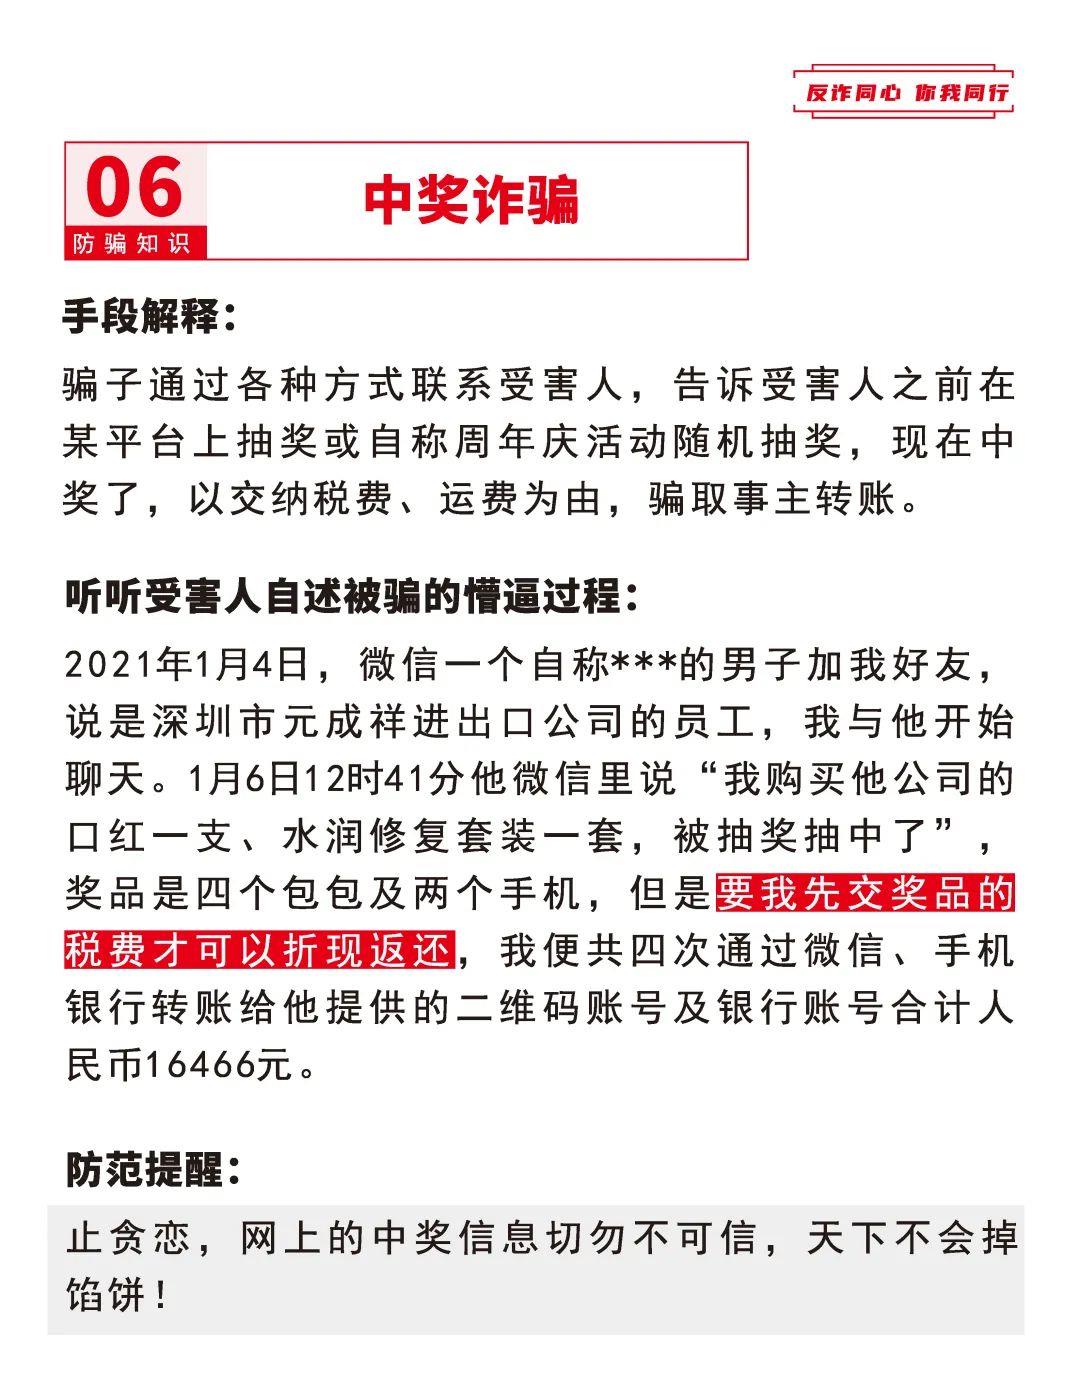 反诈同心 你我同行
06
防骗知识
中奖诈骗
手段解释：
骗子通过各种方式联系受害人，告诉受害人之前在
某平台上抽奖或自称周年庆活动随机抽奖，现在中
奖了，以交纳税费、运费为由，骗取事主转账。
听听受害人自述被骗的懵逼过程：
2021年1月4日，微信一个自称***的男子加我好友，
说是深圳市元成祥进出口公司的员工，我与他开始
聊天。1月6日12时41分他微信里说“我购买他公司的
口红一支、水润修复套装一套，被抽奖抽中了”，
奖品是四个包包及两个手机，但是要我先交奖品的
税费才可以折现返还，我便共四次通过微信、手机
银行转账给他提供的二维码账号及银行账号合计人
民币16466元。
防范提醒：
止贪恋，网上的中奖信息切勿不可信，天下不会掉
馅饼！